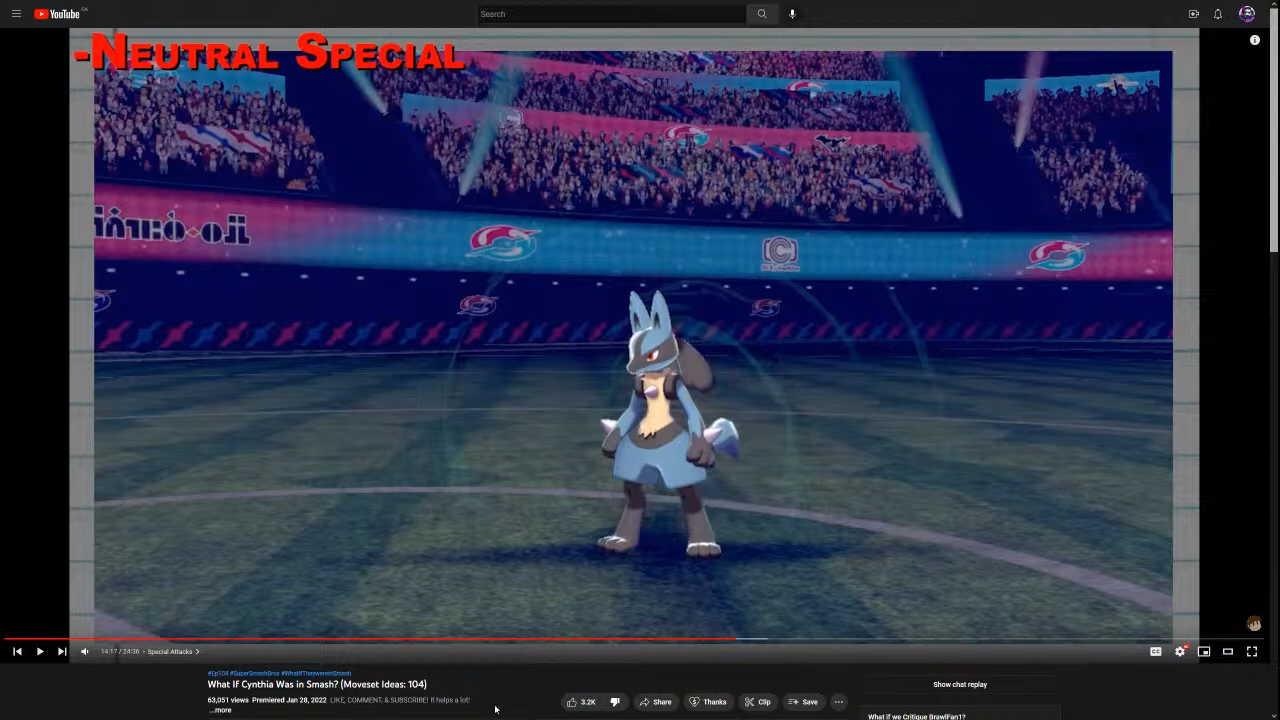 YouTube CA
Search
-Neutral Special
14:17 / 24:36 • Special Attacks
CC
#Ep104 #SuperSmashBros #WhatIfTheywereinSmash
What If Cynthia Was in Smash? (Moveset Ideas: 104)
63,051 views Premiered Jan 28, 2022 LIKE, COMMENT, & SUBSCRIBE! It helps a lot!
...more
3.2K
Share
Thanks
Clip
Save
Show chat replay
What if we Critique BrawlFan1?